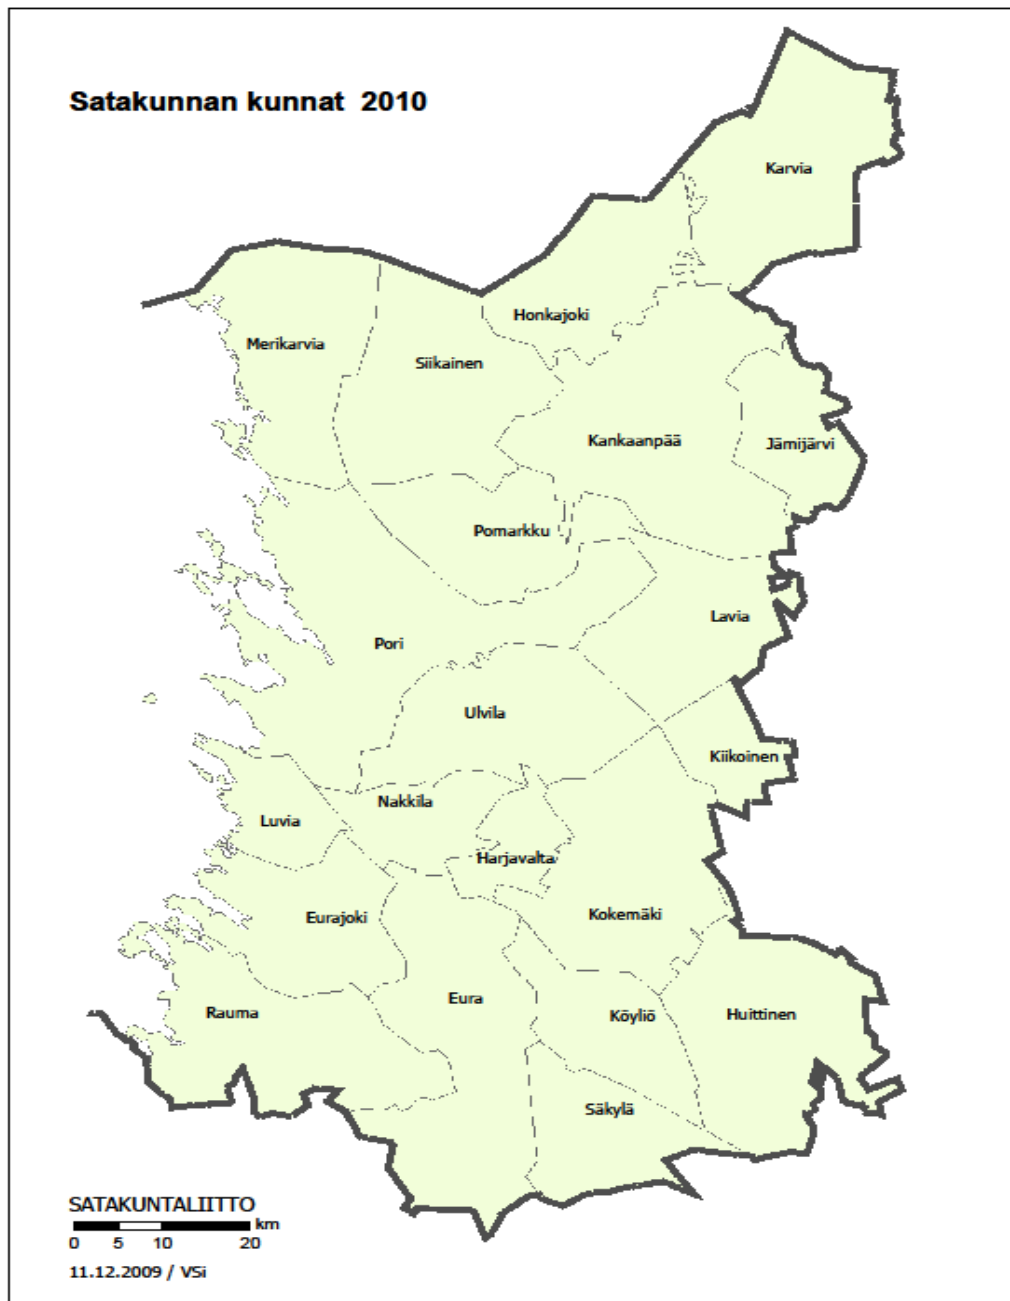 Satakunnan kunnat 2010
Karvia
Honkajoki
Merikarvia
Siikainen
Kankaanpää
Jämijärvi
Pomarkku
Lavia
Pori
Ulvila
Kiikoinen
Nakkila
Luvia
Harjavalta
Kokemäki
Eurajoki
Eura
Rauma
Köyliö
Huittinen
Säkylä
SATAKUNTALIITTO
km
0 5 10 20
11.12.2009 / VSi